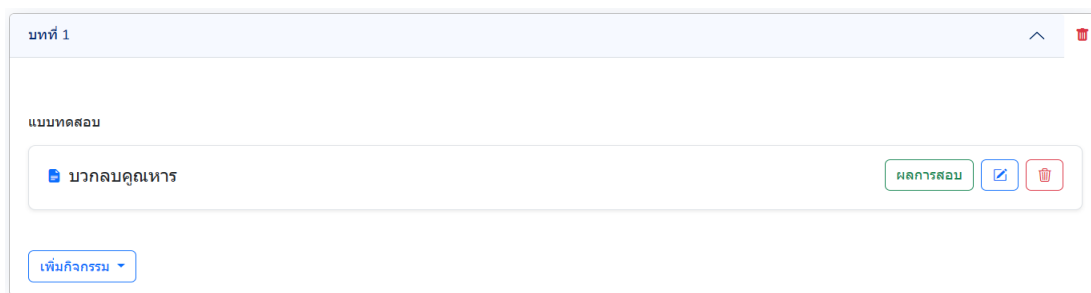 บทที่ 1
แบบทดสอบ
บวกลบคูณหาร
ผลการสอบ
เพิ่มกิจกรรม